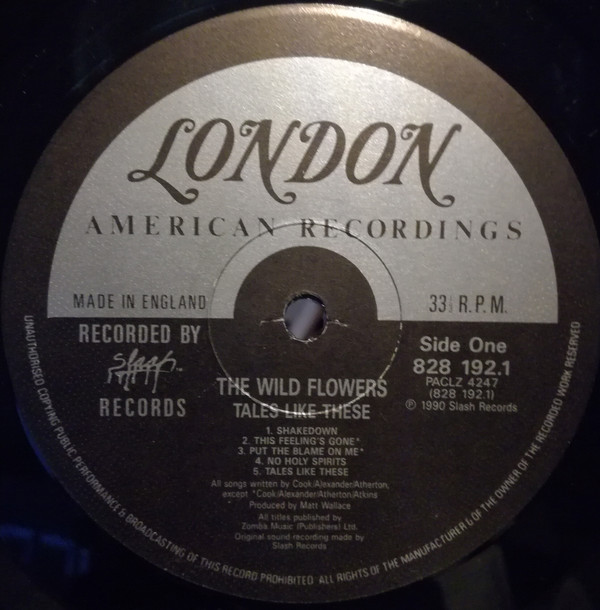 LONDON
AMERICAN RECORDINGS
MADE IN ENGLAND
33⅓ R.P.M.
RECORDED BY
Slash
RECORDS
Side One
828 192.1
PACLZ 4247
(828 192.1)
℗ 1990 Slash Records
THE WILD FLOWERS
TALES LIKE THESE
1. SHAKEDOWN
2. THIS FEELING'S GONE*
3. PUT THE BLAME ON ME*
4. NO HOLY SPIRITS
5. TALES LIKE THESE
All songs written by Cook/Alexander/Atherton,
except *Cook/Alexander/Atherton/Atkins
Produced by Matt Wallace
All titles published by
Zomba Music (Publishers) Ltd.
Original sound recording made by
Slash Records
UNAUTHORISED COPYING PUBLIC PERFORMANCE & BROADCASTING OF THIS RECORD PROHIBITED ALL RIGHTS OF THE MANUFACTURER & OF THE OWNER OF THE RECORDED WORK RESERVED